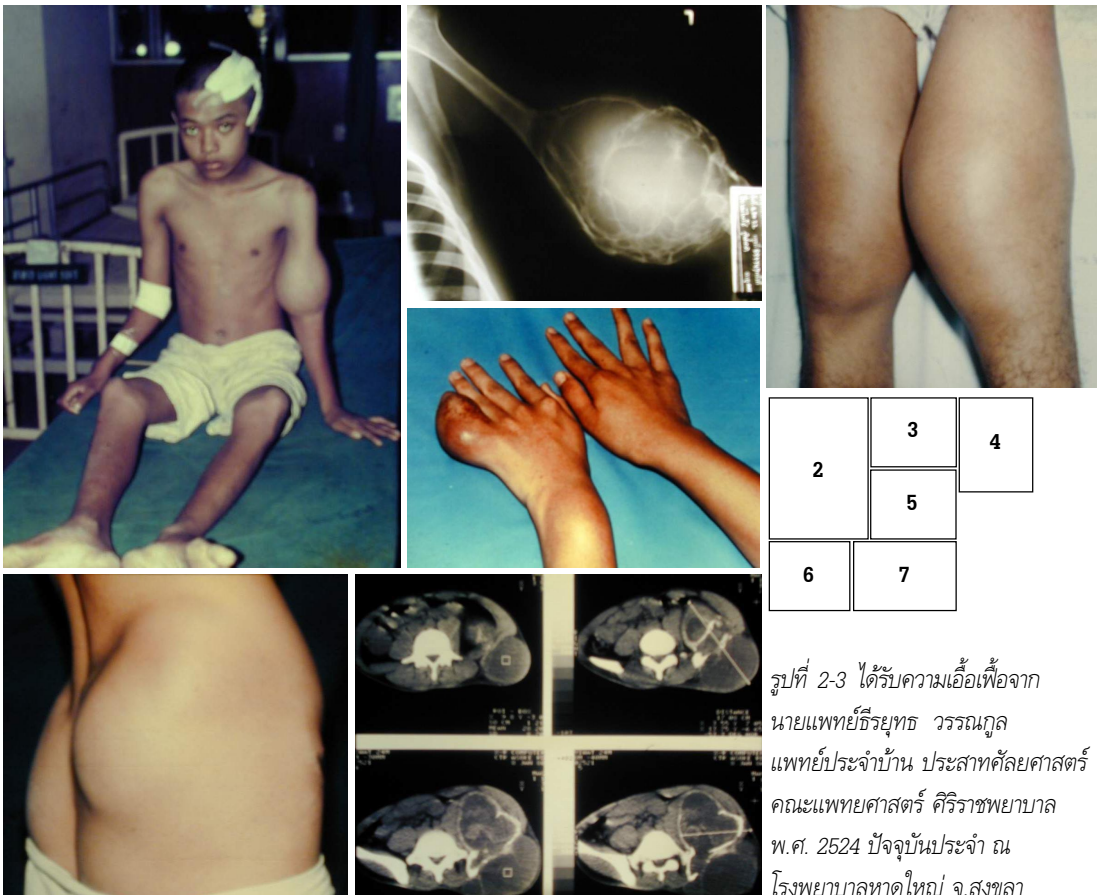 2
3
4
5
6
7
รูปที่ 2-3 ได้รับความเอื้อเฟื้อจาก
นายแพทย์ธีรยุทธ วรรณกูล
แพทย์ประจำบ้าน ประสาทศัลยศาสตร์
คณะแพทยศาสตร์ ศิริราชพยาบาล
พ.ศ. 2524 ปัจจุบันประจำ ณ
โรงพยาบาลหาดใหญ่ จ.สงขลา